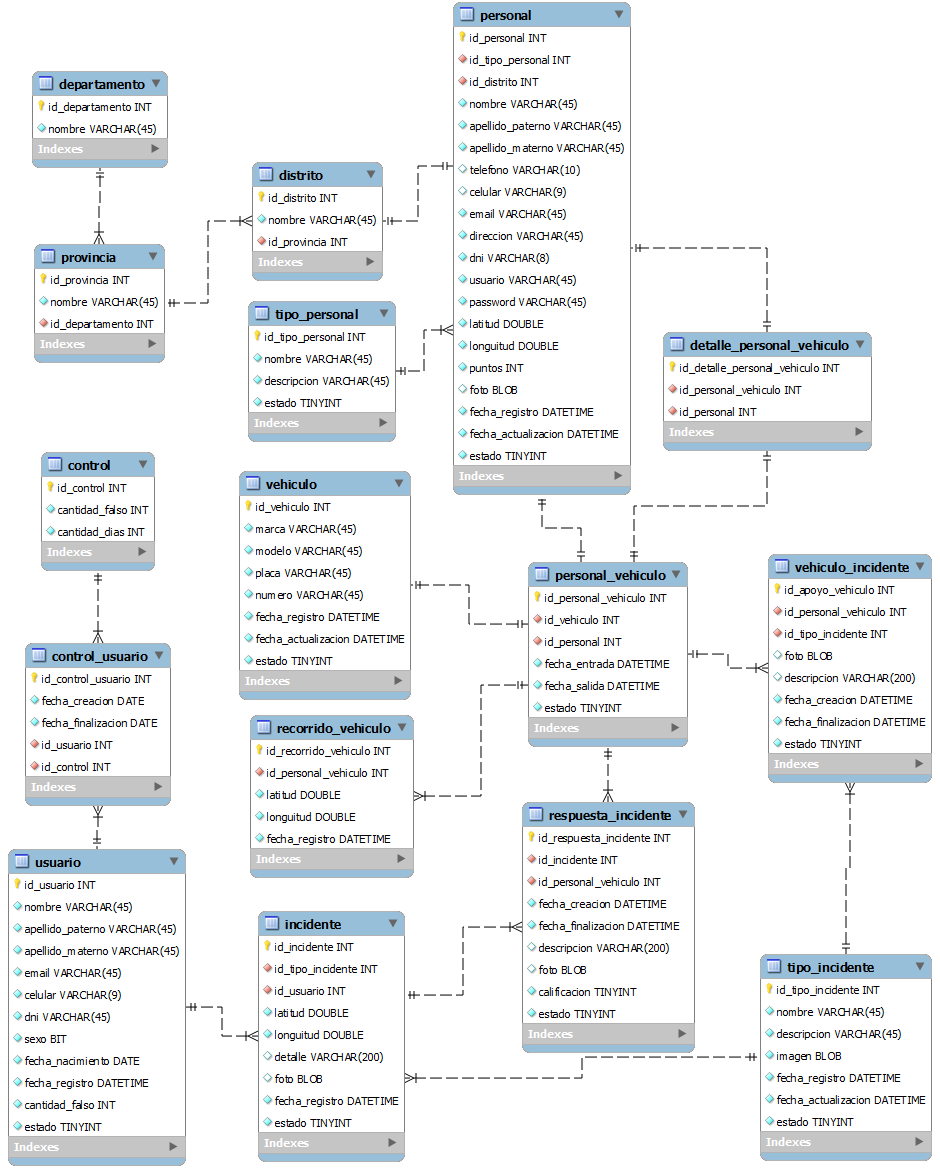 personal
id_personal INT
id_tipo_personal INT
id_distrito INT
nombre VARCHAR(45)
apellido_paterno VARCHAR(45)
apellido_materno VARCHAR(45)
telefono VARCHAR(10)
celular VARCHAR(9)
email VARCHAR(45)
direccion VARCHAR(45)
dni VARCHAR(8)
usuario VARCHAR(45)
password VARCHAR(45)
latitud DOUBLE
longuitud DOUBLE
puntos INT
foto BLOB
fecha_registro DATETIME
fecha_actualizacion DATETIME
estado TINYINT
Indexes
departamento
id_departamento INT
nombre VARCHAR(45)
Indexes
distrito
id_distrito INT
nombre VARCHAR(45)
id_provincia INT
Indexes
provincia
id_provincia INT
nombre VARCHAR(45)
id_departamento INT
Indexes
tipo_personal
id_tipo_personal INT
nombre VARCHAR(45)
descripcion VARCHAR(45)
estado TINYINT
Indexes
detalle_personal_vehiculo
id_detalle_personal_vehiculo INT
id_personal_vehiculo INT
id_personal INT
Indexes
control
id_control INT
cantidad_falso INT
cantidad_dias INT
Indexes
vehiculo
id_vehiculo INT
marca VARCHAR(45)
modelo VARCHAR(45)
placa VARCHAR(45)
numero VARCHAR(45)
fecha_registro DATETIME
fecha_actualizacion DATETIME
estado TINYINT
Indexes
personal_vehiculo
id_personal_vehiculo INT
id_vehiculo INT
id_personal INT
fecha_entrada DATETIME
fecha_salida DATETIME
estado TINYINT
Indexes
vehiculo_incidente
id_apoyo_vehiculo INT
id_personal_vehiculo INT
id_tipo_incidente INT
foto BLOB
descripcion VARCHAR(200)
fecha_creacion DATETIME
fecha_finalizacion DATETIME
estado TINYINT
Indexes
control_usuario
id_control_usuario INT
fecha_creacion DATE
fecha_finalizacion DATE
id_usuario INT
id_control INT
Indexes
recorrido_vehiculo
id_recorrido_vehiculo INT
id_personal_vehiculo INT
latitud DOUBLE
longuitud DOUBLE
fecha_registro DATETIME
Indexes
respuesta_incidente
id_respuesta_incidente INT
id_incidente INT
id_personal_vehiculo INT
fecha_creacion DATETIME
fecha_finalizacion DATETIME
descripcion VARCHAR(200)
foto BLOB
calificacion TINYINT
estado TINYINT
Indexes
usuario
id_usuario INT
nombre VARCHAR(45)
apellido_paterno VARCHAR(45)
apellido_materno VARCHAR(45)
email VARCHAR(45)
celular VARCHAR(9)
dni VARCHAR(45)
sexo BIT
fecha_nacimiento DATE
fecha_registro DATETIME
cantidad_falso INT
estado TINYINT
Indexes
incidente
id_incidente INT
id_tipo_incidente INT
id_usuario INT
latitud DOUBLE
longuitud DOUBLE
detalle VARCHAR(200)
foto BLOB
fecha_registro DATETIME
estado TINYINT
Indexes
tipo_incidente
id_tipo_incidente INT
nombre VARCHAR(45)
descripcion VARCHAR(45)
imagen BLOB
fecha_registro DATETIME
fecha_actualizacion DATETIME
estado TINYINT
Indexes